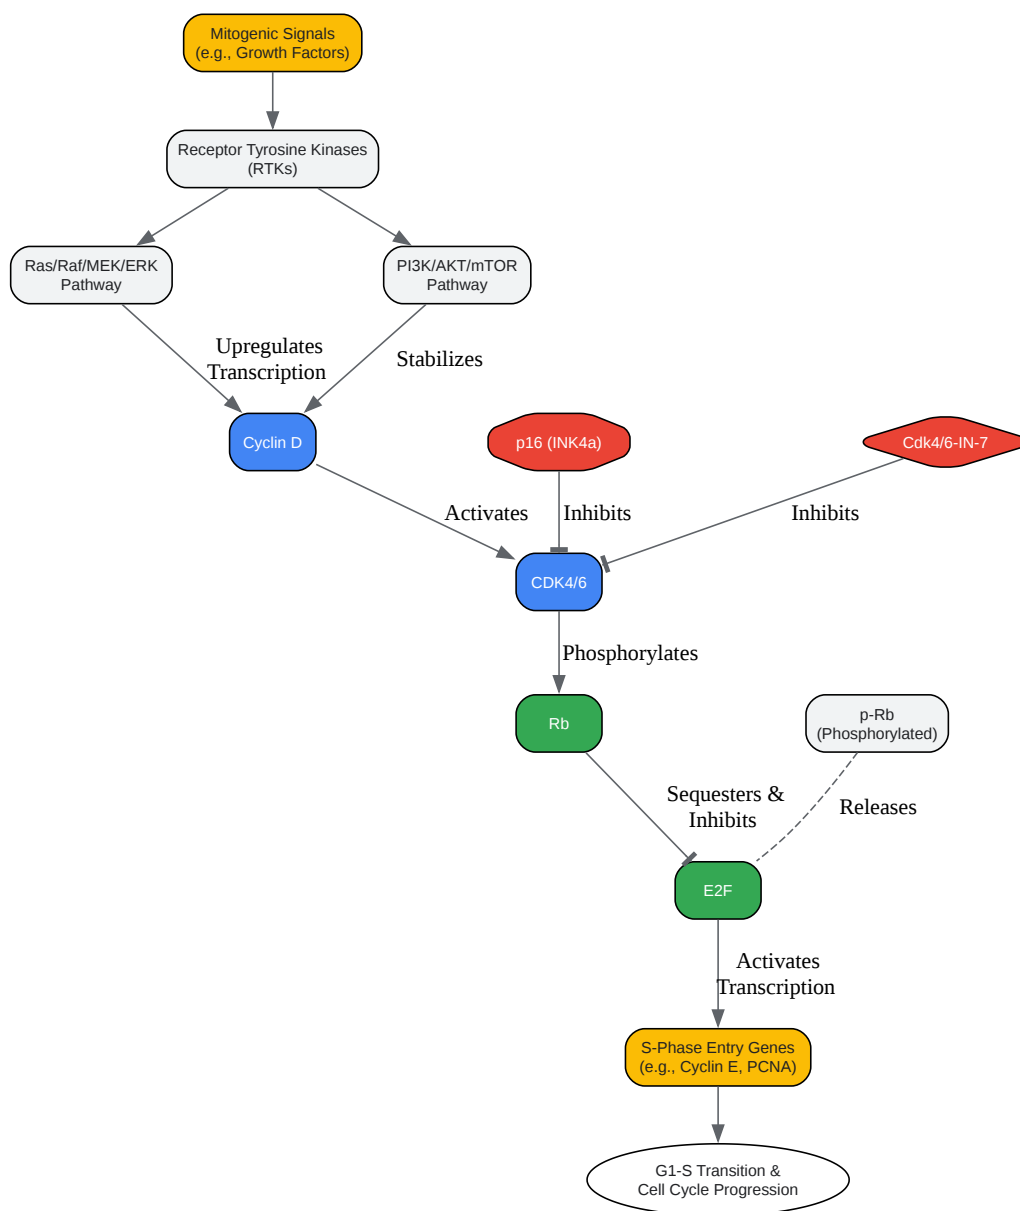 Mitogenic Signals
(e.g., Growth Factors)
Receptor Tyrosine Kinases
(RTKs)
Ras/Raf/MEK/ERK
Pathway
PI3K/AKT/mTOR
Pathway
Upregulates
Transcription
Stabilizes
Cyclin D
p16 (INK4a)
Cdk4/6-IN-7
Activates
Inhibits
Inhibits
CDK4/6
Phosphorylates
Rb
p-Rb
(Phosphorylated)
Sequesters &
Inhibits
Releases
E2F
Activates
Transcription
S-Phase Entry Genes
(e.g., Cyclin E, PCNA)
G1-S Transition &
Cell Cycle Progression